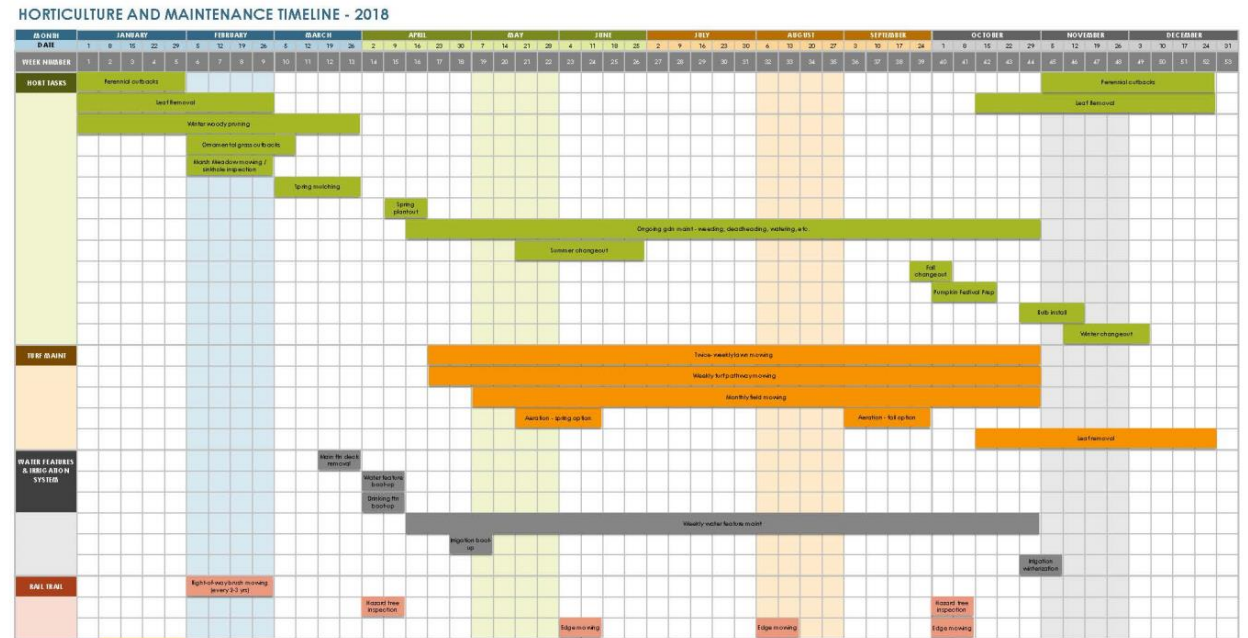 HORTICULTURE AND MAINTENANCE TIMELINE - 2018
MONTH JANUARY FEBRUARY MARCH APRIL MAY JUNE JULY AUGUST SEPTEMBER OCTOBER NOVEMBER DECEMBER
DATE 1 8 15 22 29 5 12 19 26 5 12 19 26 2 9 16 23 30 7 14 21 28 4 11 18 25 2 9 16 23 30 6 13 20 27 3 10 17 24 1 8 15 22 29 5 12 19 26 3 10 17 24 31
WEEK NUMBER 1 2 3 4 5 6 7 8 9 10 11 12 13 14 15 16 17 18 19 20 21 22 23 24 25 26 27 28 29 30 31 32 33 34 35 36 37 38 39 40 41 42 43 44 45 46 47 48 49 50 51 52 53
HORT TASKS Perennial cutbacks Perennial cutbacks
Leaf Removal Leaf Removal
Winter woody pruning
Ornamental grass cutbacks
Marsh Meadow mowing /
sinkhole inspection
Spring mulching
Spring
plantout
Ongoing gdn maint - weeding, deadheading, watering, etc
Summer changeout
Fall
changeout
Pumpkin Festival Prep
Bulb install
Winter changeout
TURF MAINT Twice-weekly lawn mowing
Weekly turf pathway mowing
Monthly field mowing
Aeration - spring option Aeration - fall option
Leaf removal
WATER FEATURES
& IRRIGATION
SYSTEM
Main ftn deck
removal
Water feature
boot-up
Drinking ftn
boot-up
Weekly water feature maint
Irrigation boot-
up
Irrigation
winterization
RAIL TRAIL Right-of-way brush mowing
(every 2-3 yrs)
Hazard tree
inspection
Hazard tree
inspection
Edge mowing Edge mowing Edge mowing